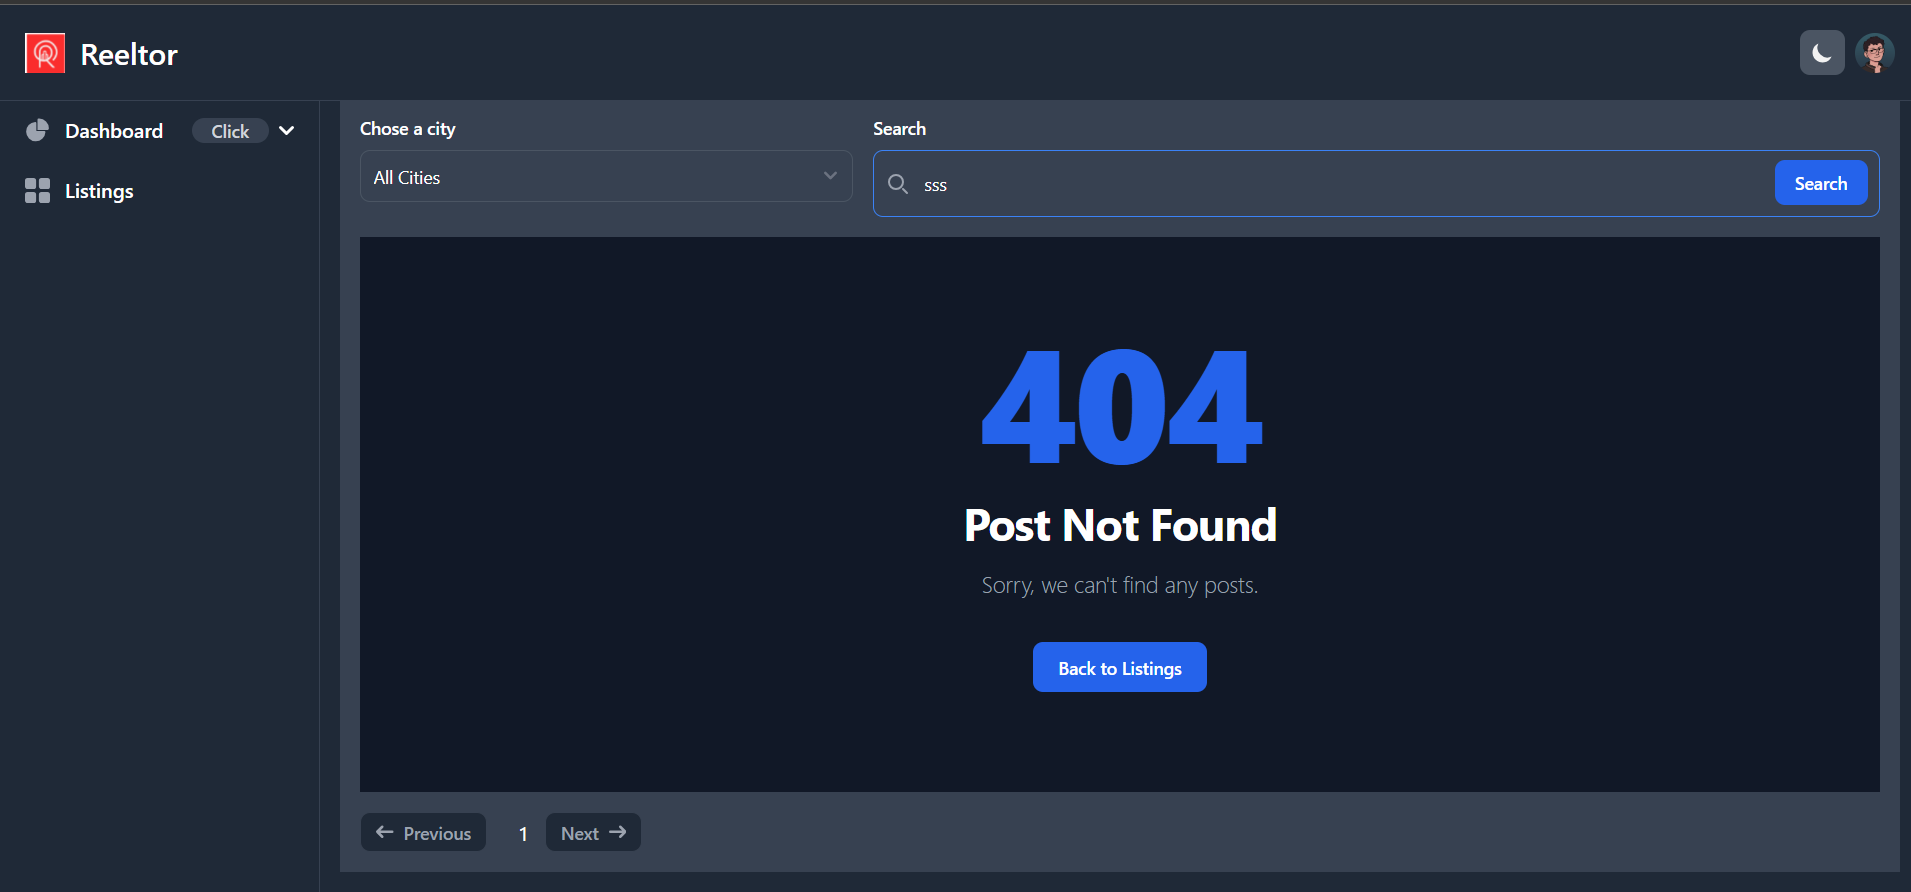 Reeltor
Dashboard Click
Listings
Chose a city
All Cities
Search
sss
Search
404
Post Not Found
Sorry, we can't find any posts.
Back to Listings
Previous 1 Next